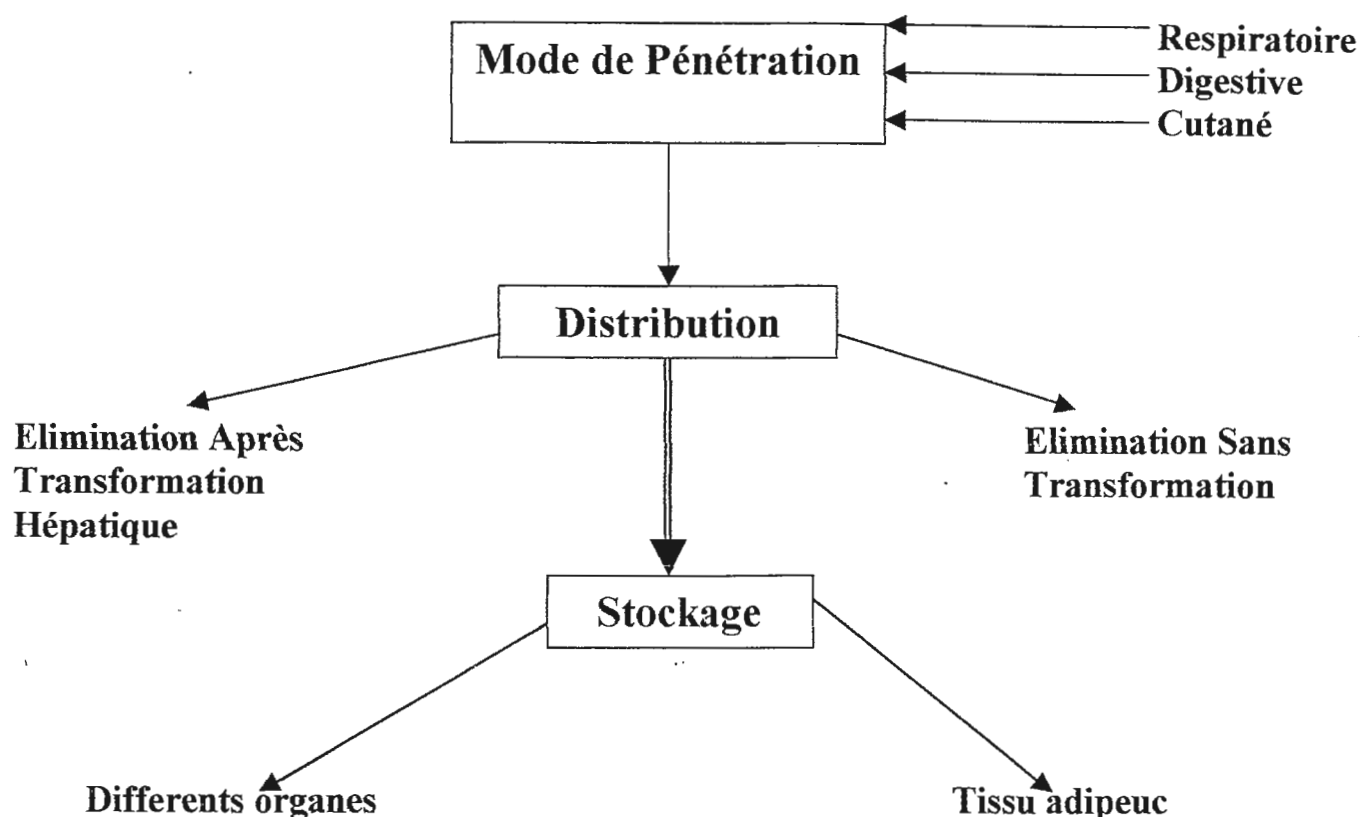 Mode de Pénétration
Respiratoire
Digestive
Cutané
Distribution
Elimination Après
Transformation
Hépatique
Elimination Sans
Transformation
Stockage
Differents organes
Tissu adipeuc